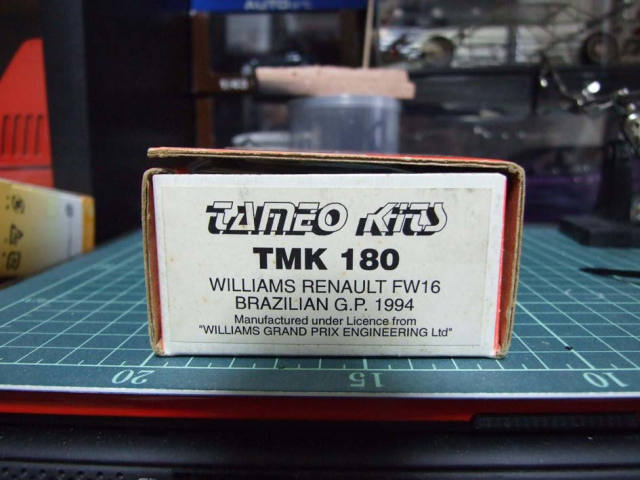 AUTO
TAMEO KITS
TMK 180
WILLIAMS RENAULT FW16
BRAZILIAN G.P. 1994
Manufactured under Licence from
"WILLIAMS GRAND PRIX ENGINEERING Ltd"
20
15
10